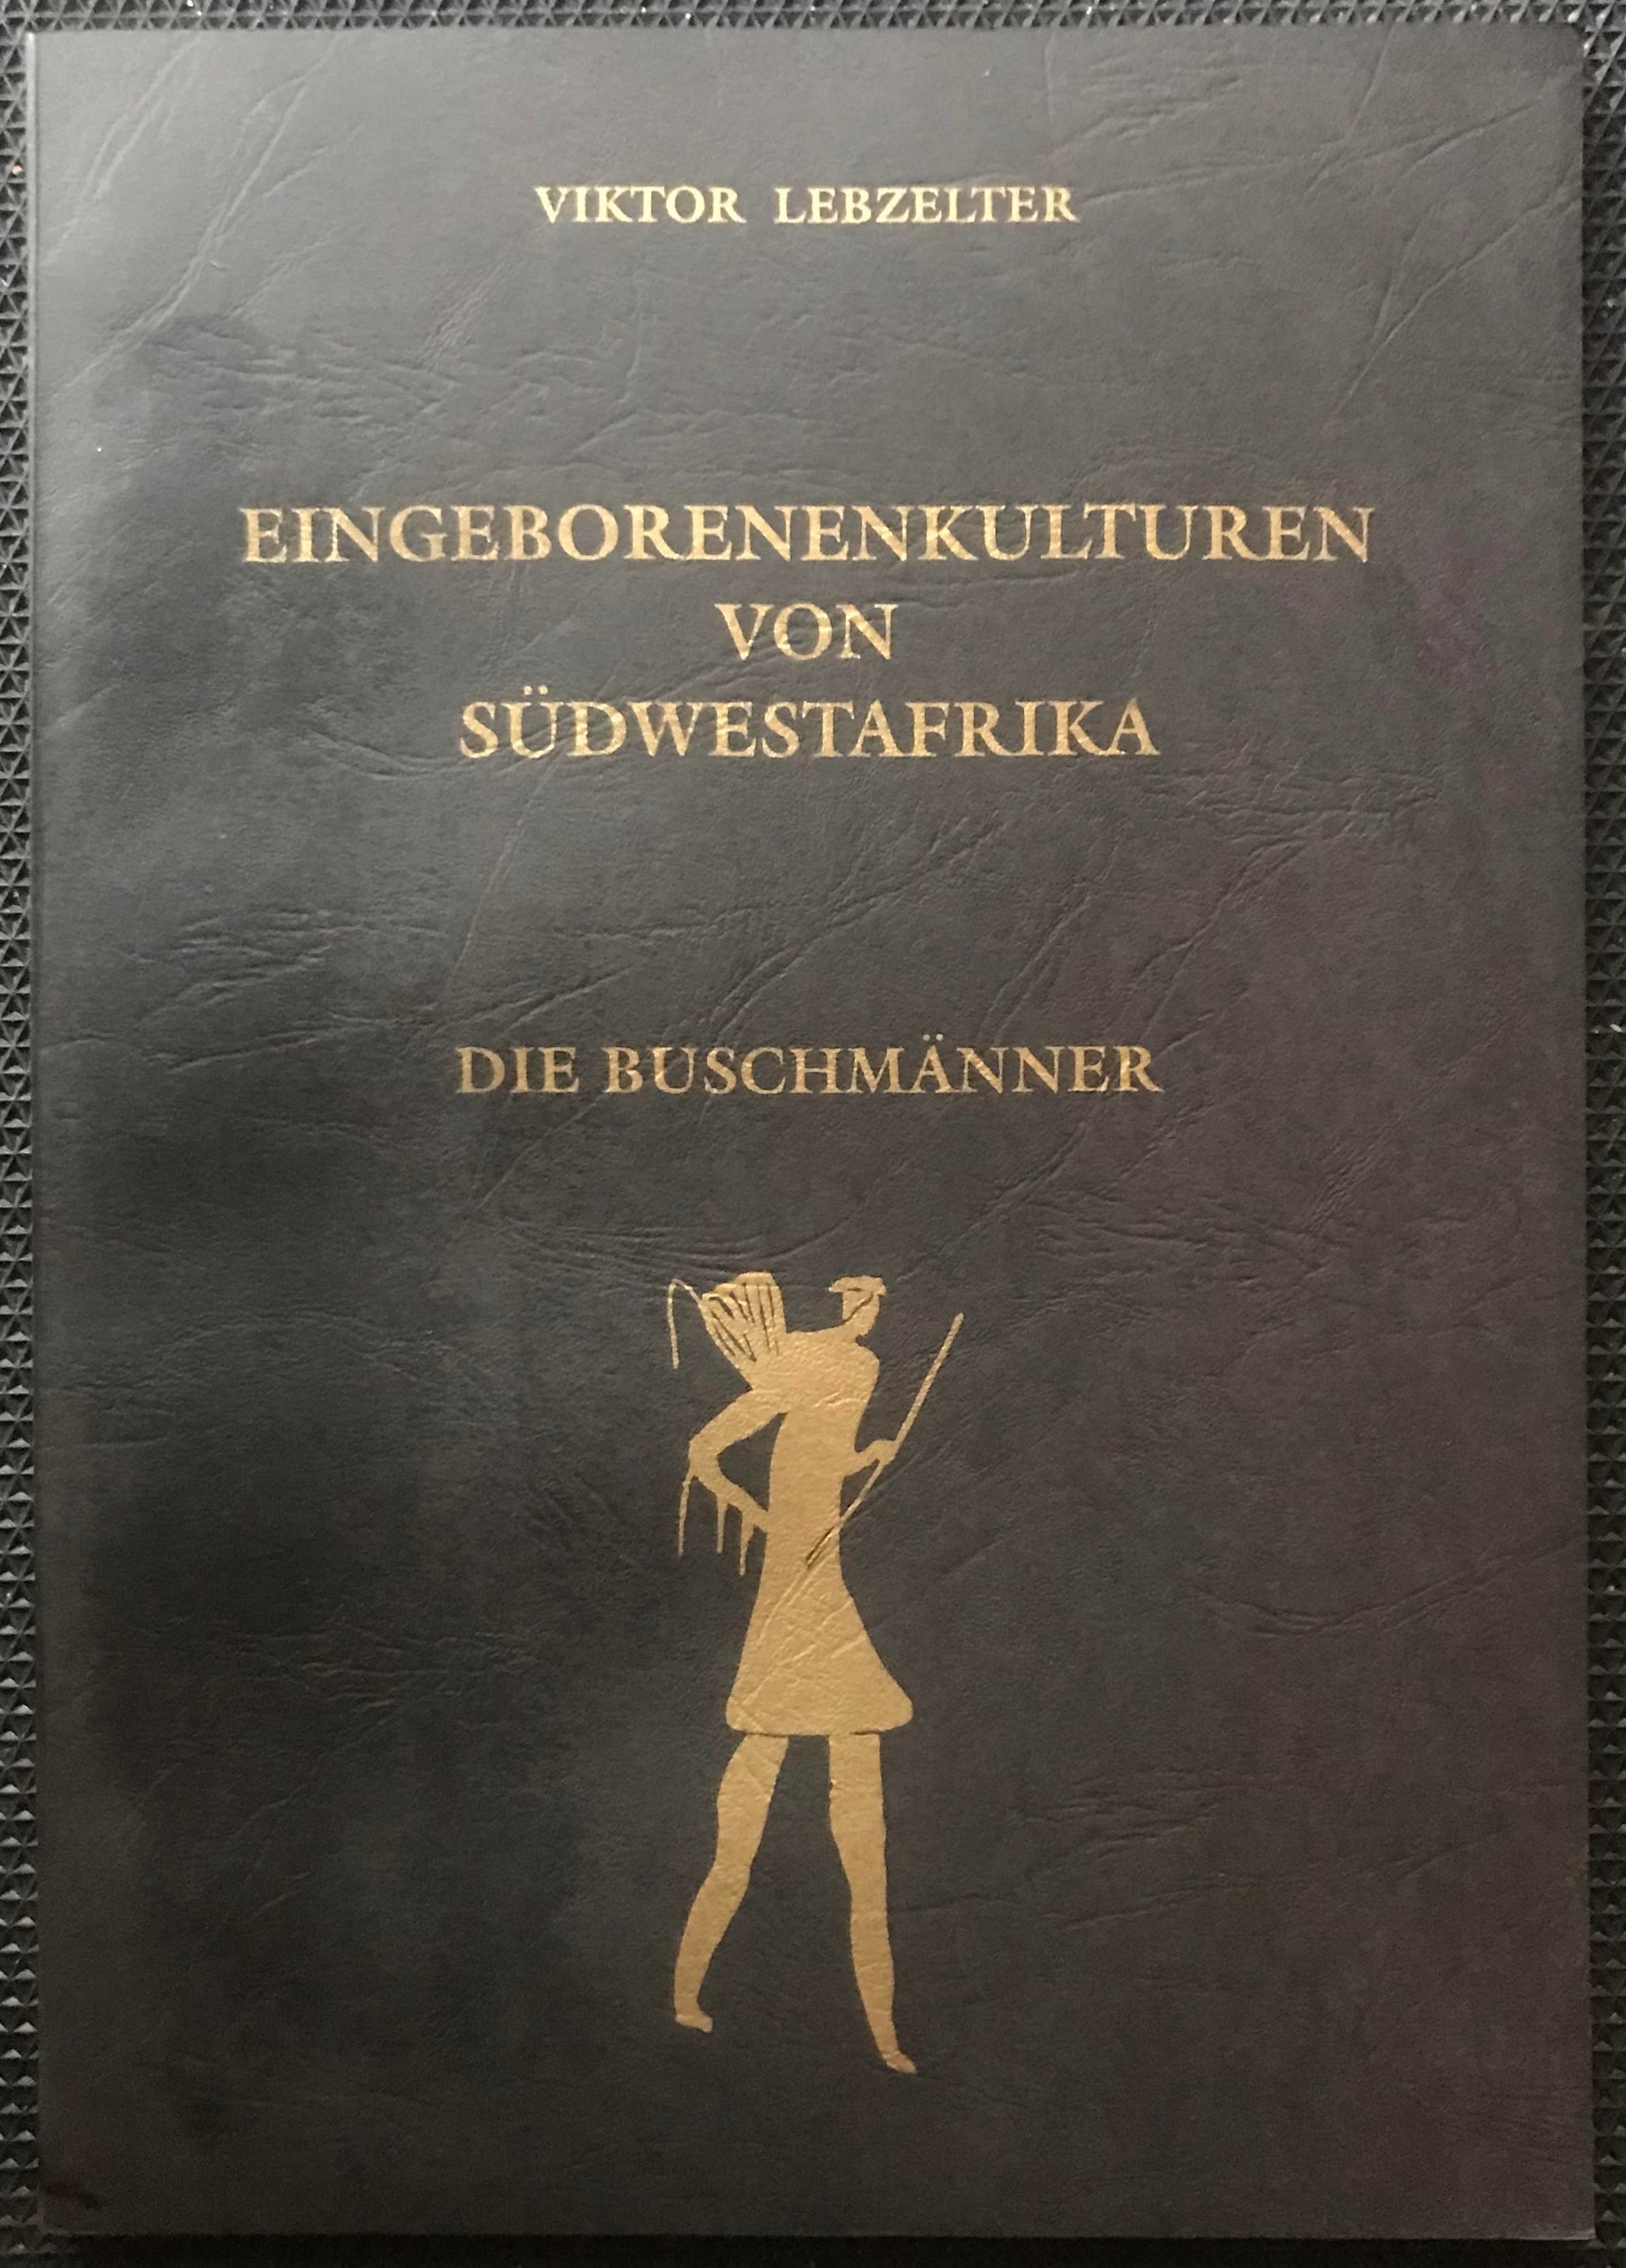 VIKTOR LEBZELTER
EINGEBORENENKULTUREN
VON
SÜDWESTAFRIKA
DIE BUSCHMÄNNER